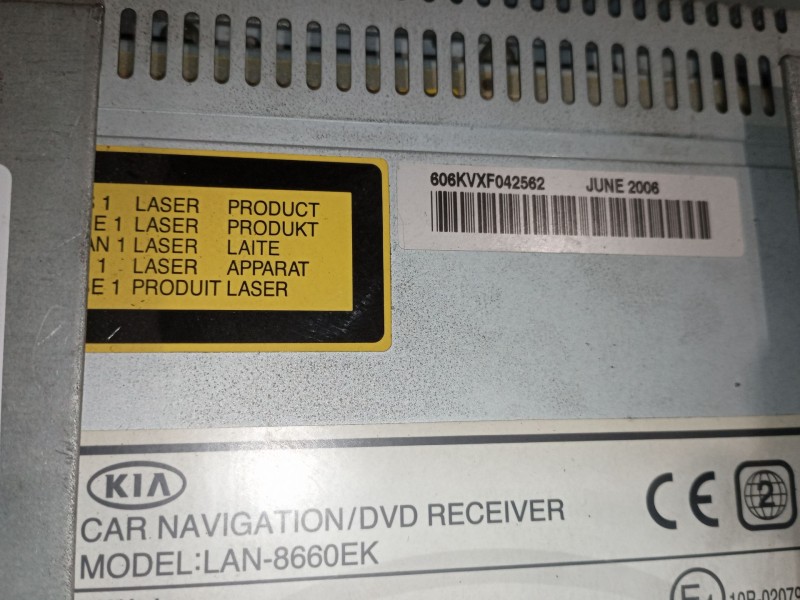 606KVXF042562 JUNE 2006
1 LASER PRODUCT
E 1 LASER PRODUKT
AN 1 LASER LAITE
1 LASER APPARAT
E 1 PRODUIT LASER
KIA
CAR NAVIGATION/DVD RECEIVER
MODEL:LAN-8660EK
CE 2